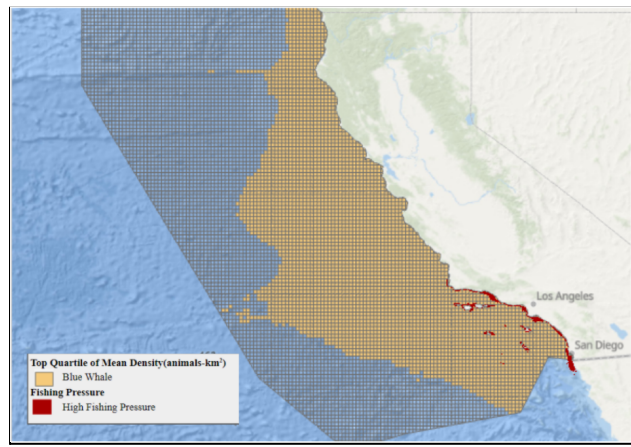 Los Angeles
San Diego
Top Quartile of Mean Density(animals-km²)
Blue Whale
Fishing Pressure
High Fishing Pressure